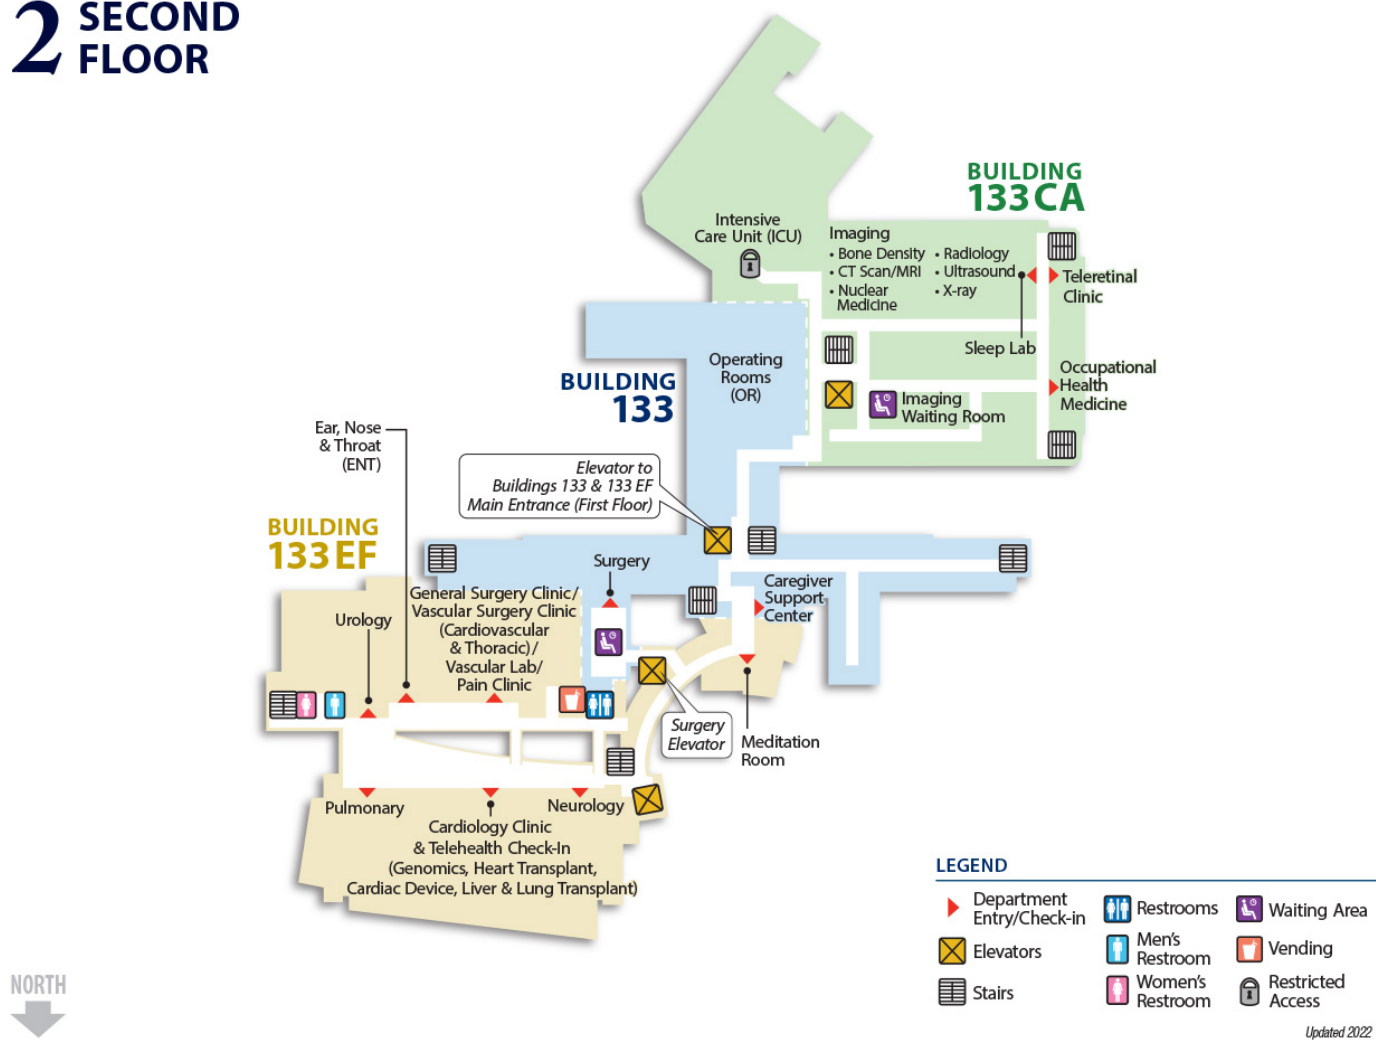 2 SECOND
FLOOR
BUILDING
133 CA
Intensive
Care Unit (ICU)
Imaging
• Bone Density
• CT Scan/MRI
• Nuclear
Medicine
• Radiology
• Ultrasound
• X-ray
Teleretinal
Clinic
Sleep Lab
Occupational
Health
Medicine
Imaging
Waiting Room
BUILDING
133
Operating
Rooms
(OR)
Ear, Nose
& Throat
(ENT)
Elevator to
Buildings 133 & 133 EF
Main Entrance (First Floor)
BUILDING
133 EF
Surgery
Caregiver
Support
Center
General Surgery Clinic/
Vascular Surgery Clinic
(Cardiovascular
& Thoracic)/
Vascular Lab/
Pain Clinic
Urology
Surgery
Elevator
Meditation
Room
Pulmonary
Neurology
Cardiology Clinic
& Telehealth Check-In
(Genomics, Heart Transplant,
Cardiac Device, Liver & Lung Transplant)
LEGEND
Department
Entry/Check-in
Elevators
Stairs
Restrooms
Men's
Restroom
Women's
Restroom
Waiting Area
Vending
Restricted
Access
NORTH
Updated 2022